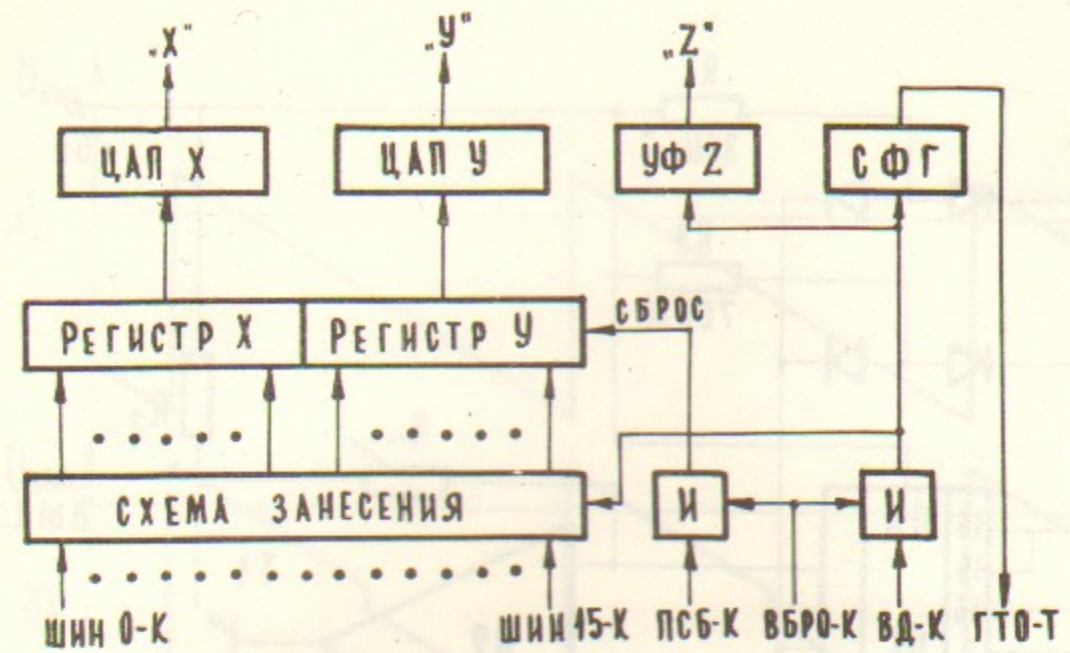 „X" „У" „Z"
ЦАП X ЦАП У УФ Z СФГ
СБРОС
РЕГИСТР X РЕГИСТР У
СХЕМА ЗАНЕСЕНИЯ И И
ШИН 0-К ШИН 15-К ПСБ-К ВБРО-К ВД-К ГТО-Т